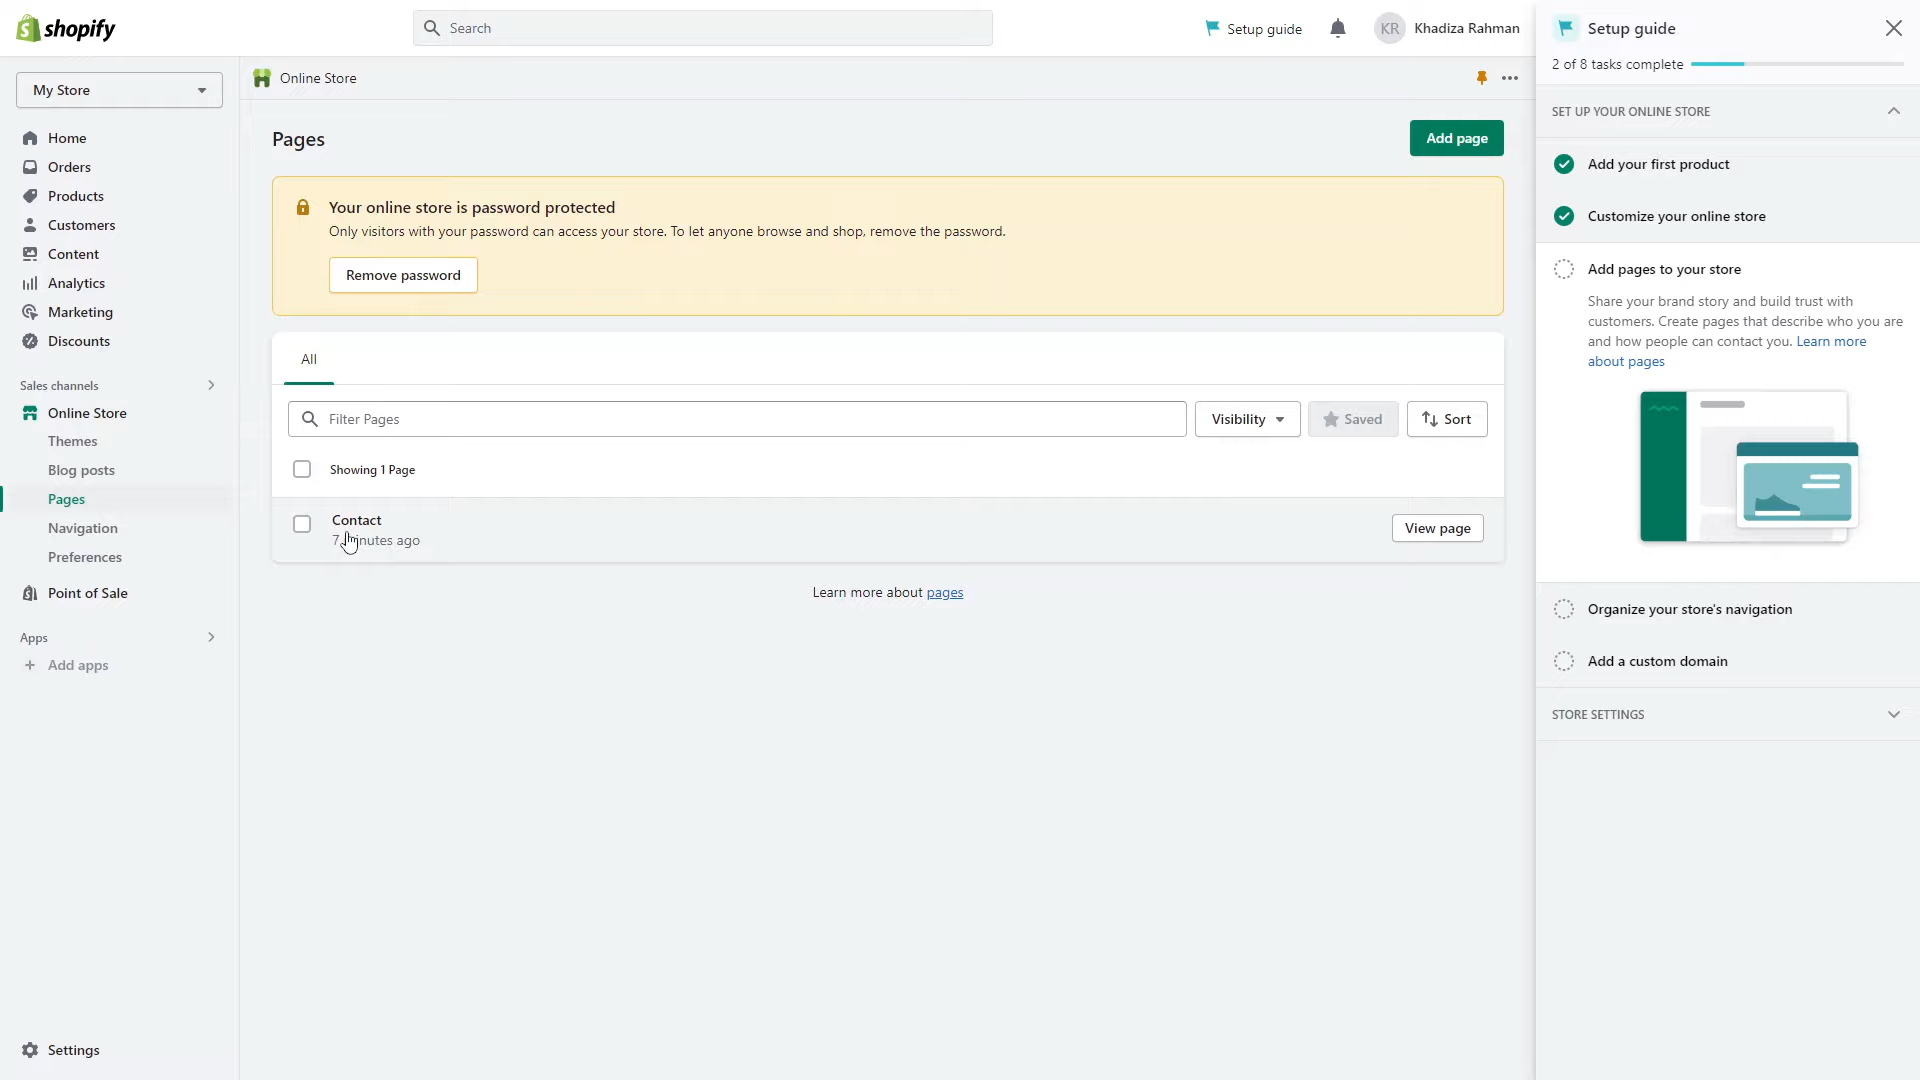 shopify
Search
Setup guide
KR
Khadiza Rahman
My Store
Home
Orders
Products
Customers
Content
Analytics
Marketing
Discounts
Sales channels
Online Store
Themes
Blog posts
Pages
Navigation
Preferences
Point of Sale
Apps
Add apps
Settings
Online Store
Pages
Add page
Your online store is password protected
Only visitors with your password can access your store. To let anyone browse and shop, remove the password.
Remove password
All
Filter Pages
Visibility
Saved
Sort
Showing 1 Page
Contact
7 minutes ago
View page
Learn more about pages
Setup guide
2 of 8 tasks complete
SET UP YOUR ONLINE STORE
Add your first product
Customize your online store
Add pages to your store
Share your brand story and build trust with
customers. Create pages that describe who you are
and how people can contact you. Learn more
about pages
Organize your store's navigation
Add a custom domain
STORE SETTINGS